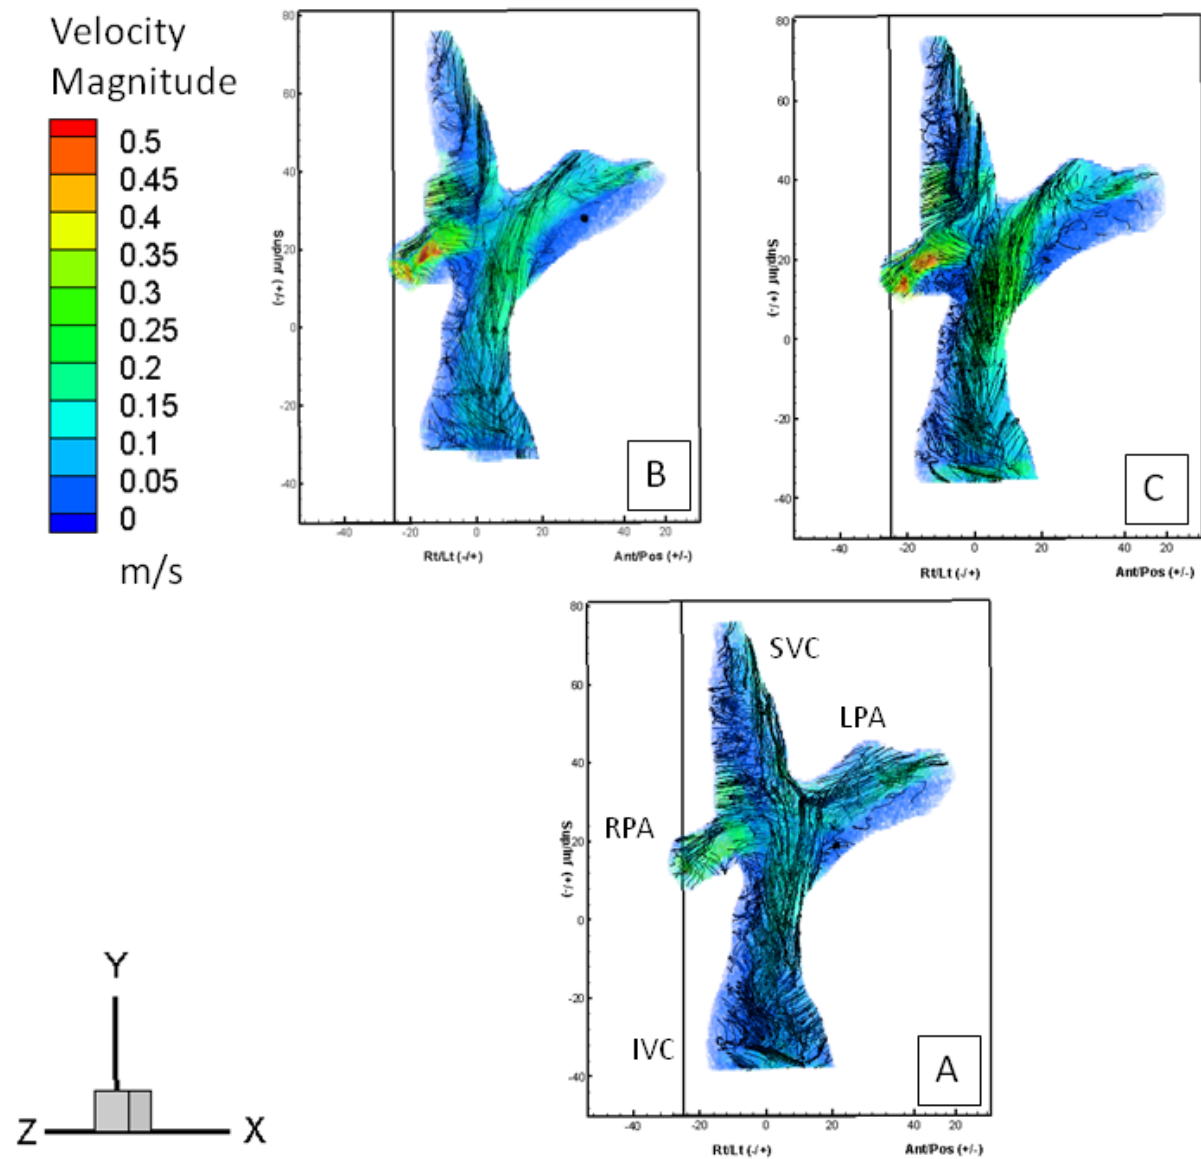 Velocity
Magnitude
0.5
0.45
0.4
0.35
0.3
0.25
0.2
0.15
0.1
0.05
0
m/s
80
60
40
20
0
-20
-40
Sup/Inf (+/-)
-40
-20
0
20
40
20
Rt/Lt (-/+)
Ant/Pos (+/-)
B
80
60
40
20
0
-20
-40
Sup/Inf (+/-)
-40
-20
0
20
40
20
Rt/Lt (-/+)
Ant/Pos (+/-)
C
80
60
40
20
0
-20
-40
Sup/Inf (+/-)
SVC
LPA
RPA
IVC
-40
-20
0
20
40
20
Rt/Lt (-/+)
Ant/Pos (+/-)
A
Y
Z
X